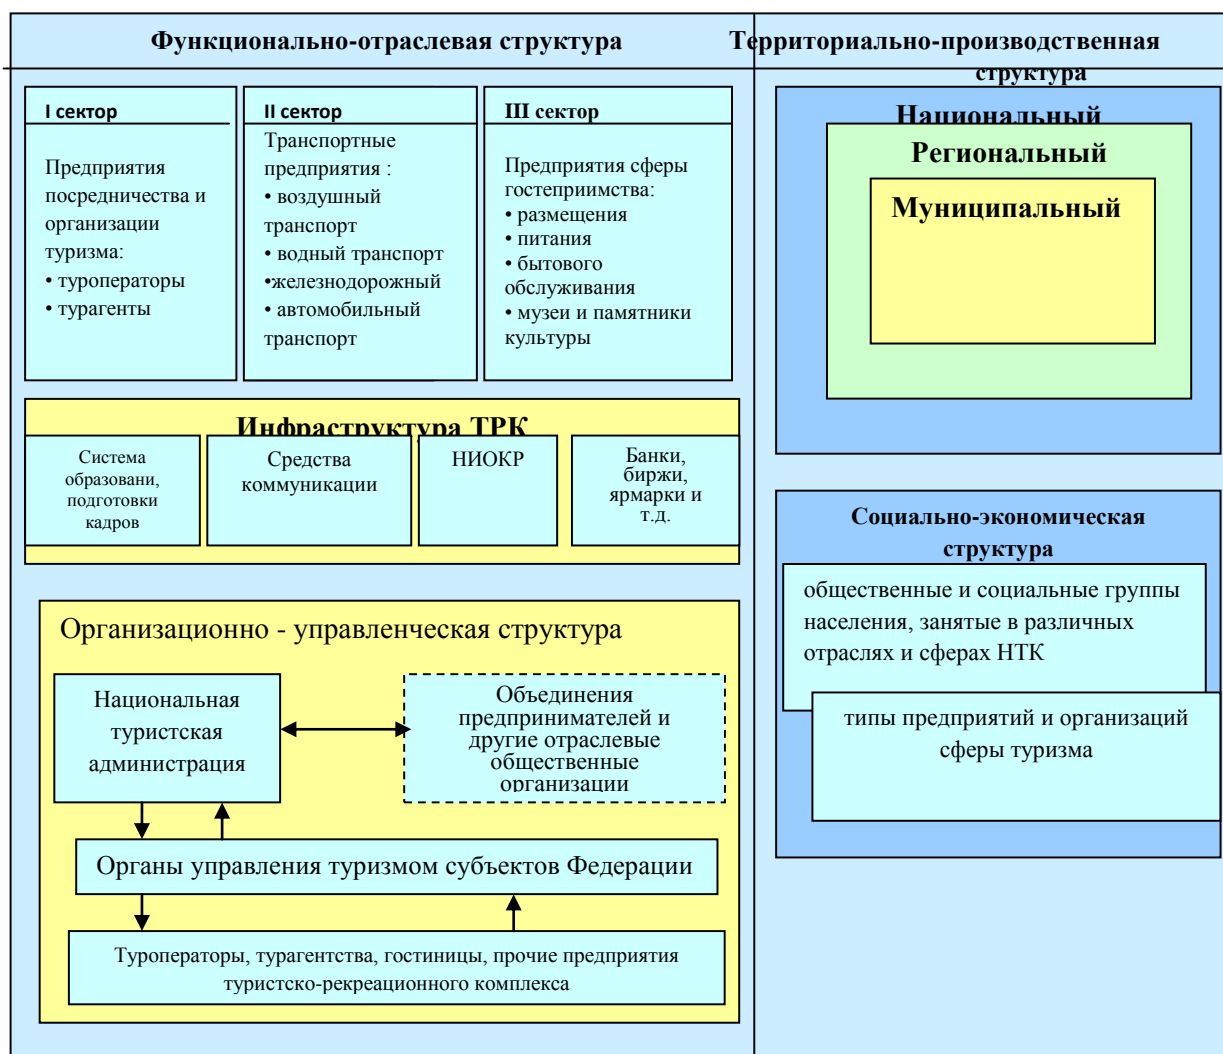 Функционально-отраслевая структура
Территориально-производственная
структура
I сектор
Предприятия
посредничества и
организации
туризма:
• туроператоры
• турагенты
II сектор
Транспортные
предприятия :
• воздушный
транспорт
• водный транспорт
•железнодорожный
• автомобильный
транспорт
III сектор
Предприятия сферы
гостеприимства:
• размещения
• питания
• бытового
обслуживания
• музеи и памятники
культуры
Национальный
Региональный
Муниципальный
Инфраструктура ТРК
Система
образовани,
подготовки
кадров
Средства
коммуникации
НИОКР
Банки,
биржи,
ярмарки и
т.д.
Социально-экономическая
структура
общественные и социальные группы
населения, занятые в различных
отраслях и сферах НТК
типы предприятий и организаций
сферы туризма
Организационно - управленческая структура
Национальная
туристская
администрация
Объединения
предпринимателей и
другие отраслевые
общественные
организации
Органы управления туризмом субъектов Федерации
Туроператоры, турагентства, гостиницы, прочие предприятия
туристско-рекреационного комплекса